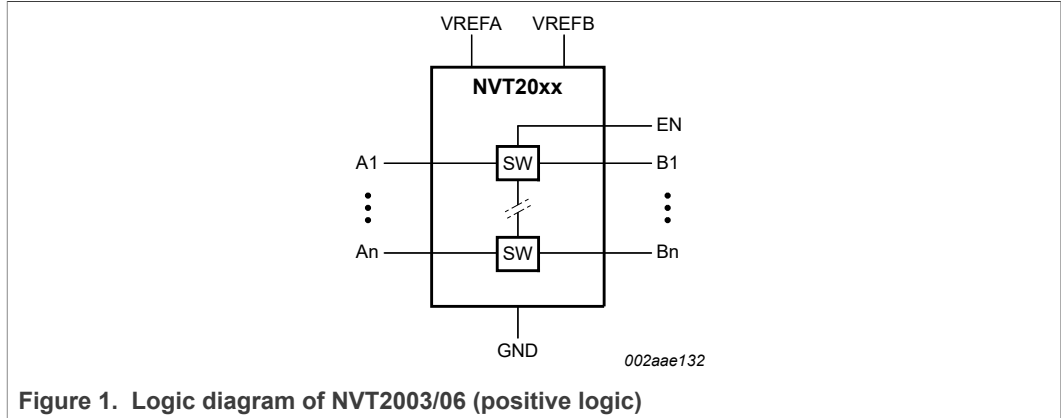 VREFA VREFB
NVT20xx
EN
A1 SW B1
An SW Bn
GND
002aae132
Figure 1. Logic diagram of NVT2003/06 (positive logic)